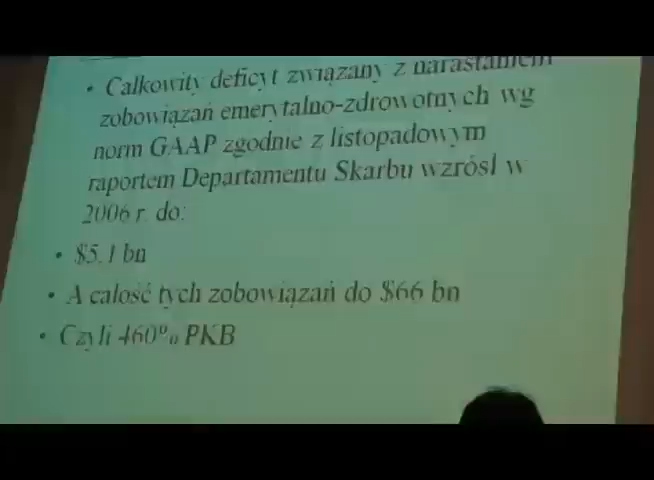 • Całkowity deficyt związany z narastaniem
zobowiązań emerytalno-zdrowotnych wg
norm GAAP zgodnie z listopadowym
raportem Departamentu Skarbu wzrósł w
2006 r. do:
• $5.1 bn
• A całość tych zobowiązań do $66 bn
• Czyli 460% PKB